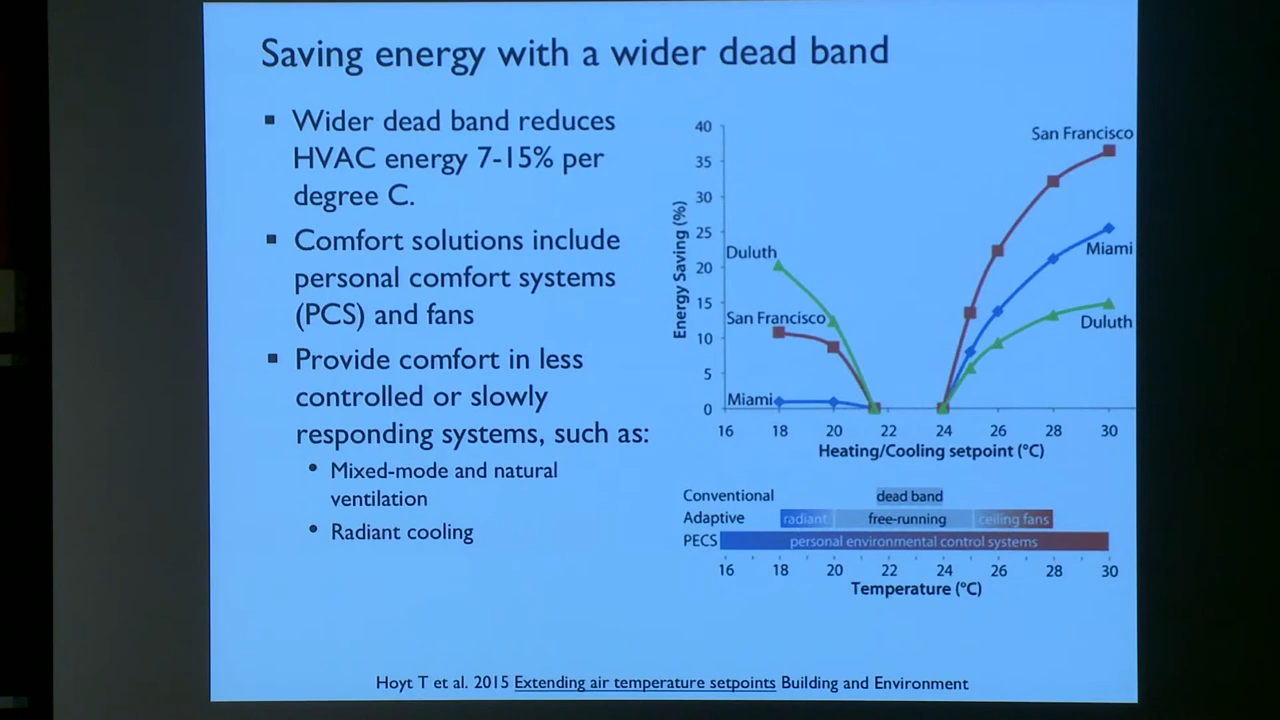 Saving energy with a wider dead band
▪ Wider dead band reduces
HVAC energy 7-15% per
degree C.
▪ Comfort solutions include
personal comfort systems
(PCS) and fans
▪ Provide comfort in less
controlled or slowly
responding systems, such as:
• Mixed-mode and natural
ventilation
• Radiant cooling
40
35
30
25
20
15
10
5
0
Energy Saving (%)
San Francisco
Miami
Duluth
Duluth
San Francisco
Miami
16 18 20 22 24 26 28 30
Heating/Cooling setpoint (°C)
Conventional dead band
Adaptive radiant free-running ceiling fans
PECS personal environmental control systems
16 18 20 22 24 26 28 30
Temperature (°C)
Hoyt T et al. 2015 Extending air temperature setpoints Building and Environment